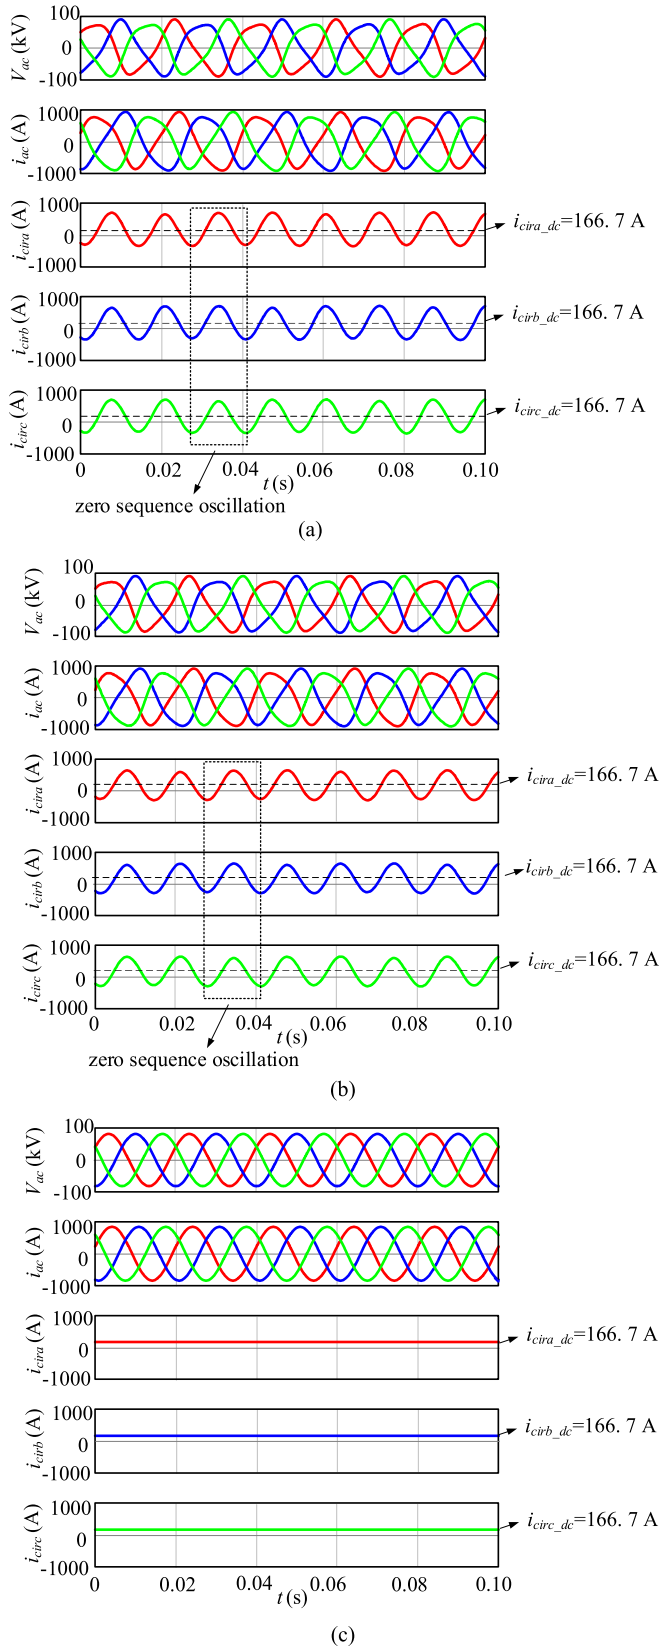 100
0
-100
V_ac (kV)
1000
0
-1000
i_ac (A)
1000
0
-1000
i_cira (A)
i_cira_dc=166. 7 A
1000
0
-1000
i_cirb (A)
i_cirb_dc=166. 7 A
1000
0
-1000
i_circ (A)
i_circ_dc=166. 7 A
0 0.02 0.04 0.06 0.08 0.10
t (s)
zero sequence oscillation
(a)
100
0
-100
V_ac (kV)
1000
0
-1000
i_ac (A)
1000
0
-1000
i_cira (A)
i_cira_dc=166. 7 A
1000
0
-1000
i_cirb (A)
i_cirb_dc=166. 7 A
1000
0
-1000
i_circ (A)
i_circ_dc=166. 7 A
0 0.02 0.04 0.06 0.08 0.10
t (s)
zero sequence oscillation
(b)
100
0
-100
V_ac (kV)
1000
0
-1000
i_ac (A)
1000
0
-1000
i_cira (A)
i_cira_dc=166. 7 A
1000
0
-1000
i_cirb (A)
i_cirb_dc=166. 7 A
1000
0
-1000
i_circ (A)
i_circ_dc=166. 7 A
0 0.02 0.04 0.06 0.08 0.10
t (s)
(c)